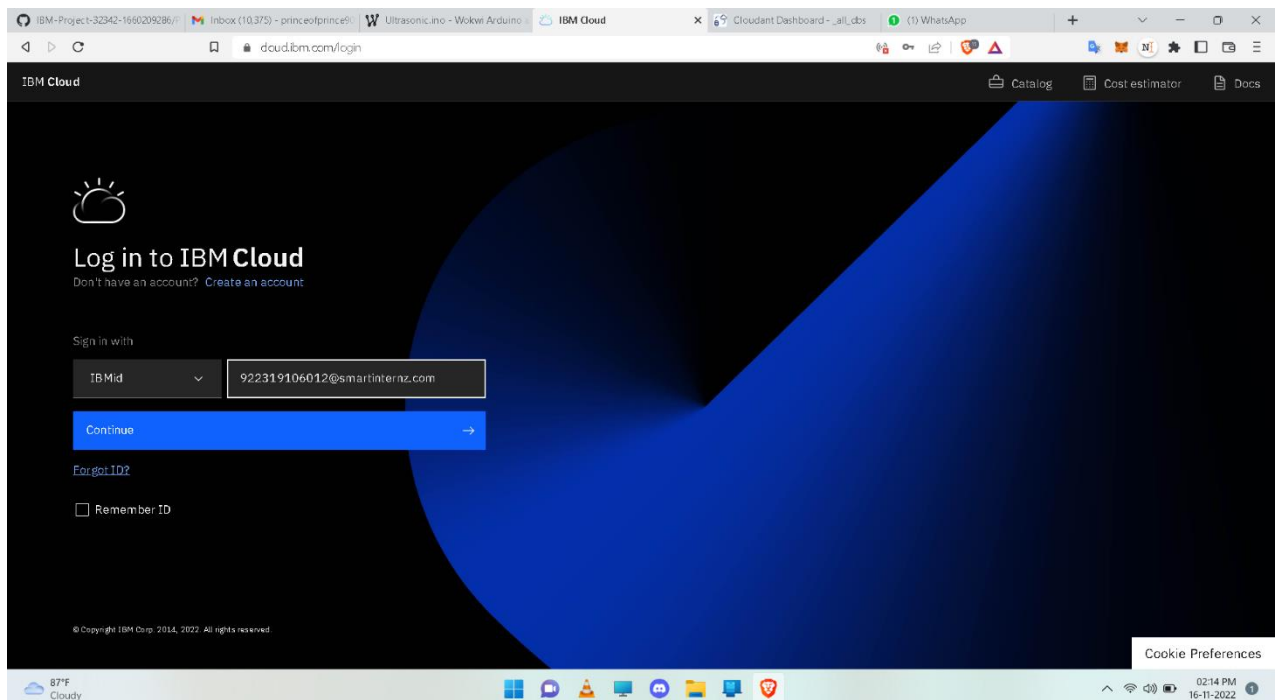 IBM-Project-32342-1660209286/
Inbox (10,375) - princeofprince90
Ultrasonic.ino - Wokwi Arduino
IBM Cloud
Cloudant Dashboard - _all_dbs
(1) WhatsApp
cloud.ibm.com/login
IBM Cloud
Catalog
Cost estimator
Docs
Log in to IBM Cloud
Don't have an account? Create an account
Sign in with
IBMid
922319106012@smartinternz.com
Continue
Forgot ID?
Remember ID
© Copyright IBM Corp. 2014, 2022. All rights reserved.
Cookie Preferences
87°F
Cloudy
02:14 PM
16-11-2022
1